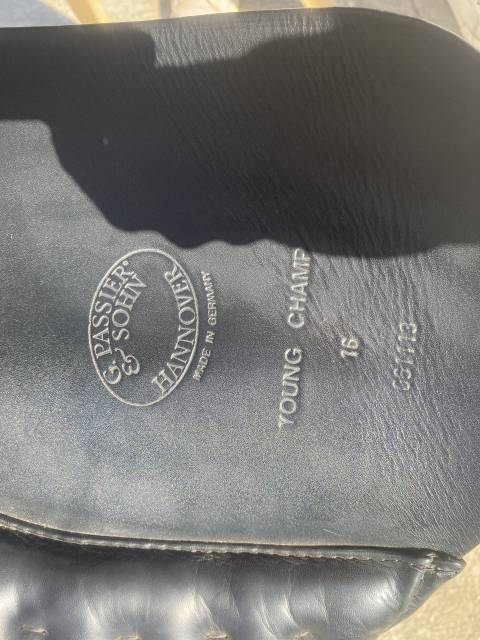 G. PASSIER
& SOHN
HANNOVER
MADE IN GERMANY
YOUNG CHAMP
16